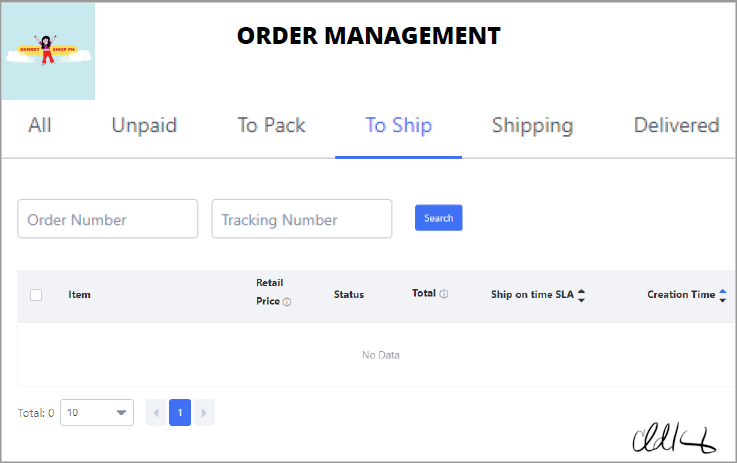 ORDER MANAGEMENT
All Unpaid To Pack To Ship Shipping Delivered
Order Number Tracking Number Search
Item Retail Price Status Total Ship on time SLA Creation Time
No Data
Total: 0 10 1